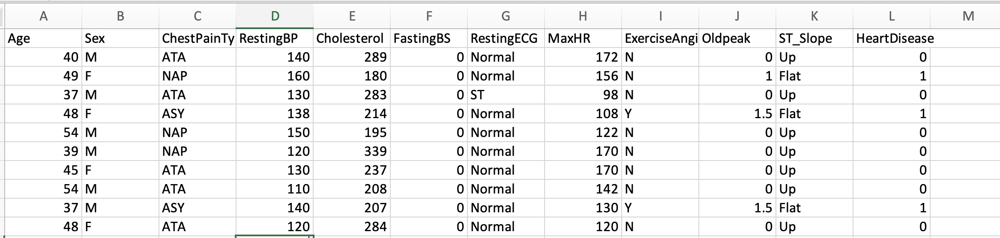 A B C D E F G H I J K L M
Age Sex ChestPainTy RestingBP Cholesterol FastingBS RestingECG MaxHR ExerciseAngi Oldpeak ST_Slope HeartDisease
40 M ATA 140 289 0 Normal 172 N 0 Up 0
49 F NAP 160 180 0 Normal 156 N 1 Flat 1
37 M ATA 130 283 0 ST 98 N 0 Up 0
48 F ASY 138 214 0 Normal 108 Y 1.5 Flat 1
54 M NAP 150 195 0 Normal 122 N 0 Up 0
39 M NAP 120 339 0 Normal 170 N 0 Up 0
45 F ATA 130 237 0 Normal 170 N 0 Up 0
54 M ATA 110 208 0 Normal 142 N 0 Up 0
37 M ASY 140 207 0 Normal 130 Y 1.5 Flat 1
48 F ATA 120 284 0 Normal 120 N 0 Up 0